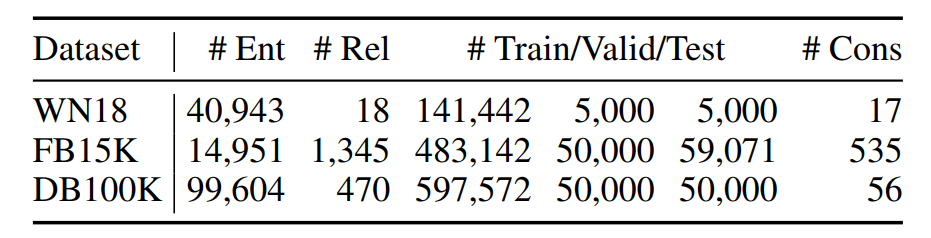 Dataset # Ent # Rel # Train/Valid/Test # Cons
WN18 40,943 18 141,442 5,000 5,000 17
FB15K 14,951 1,345 483,142 50,000 59,071 535
DB100K 99,604 470 597,572 50,000 50,000 56